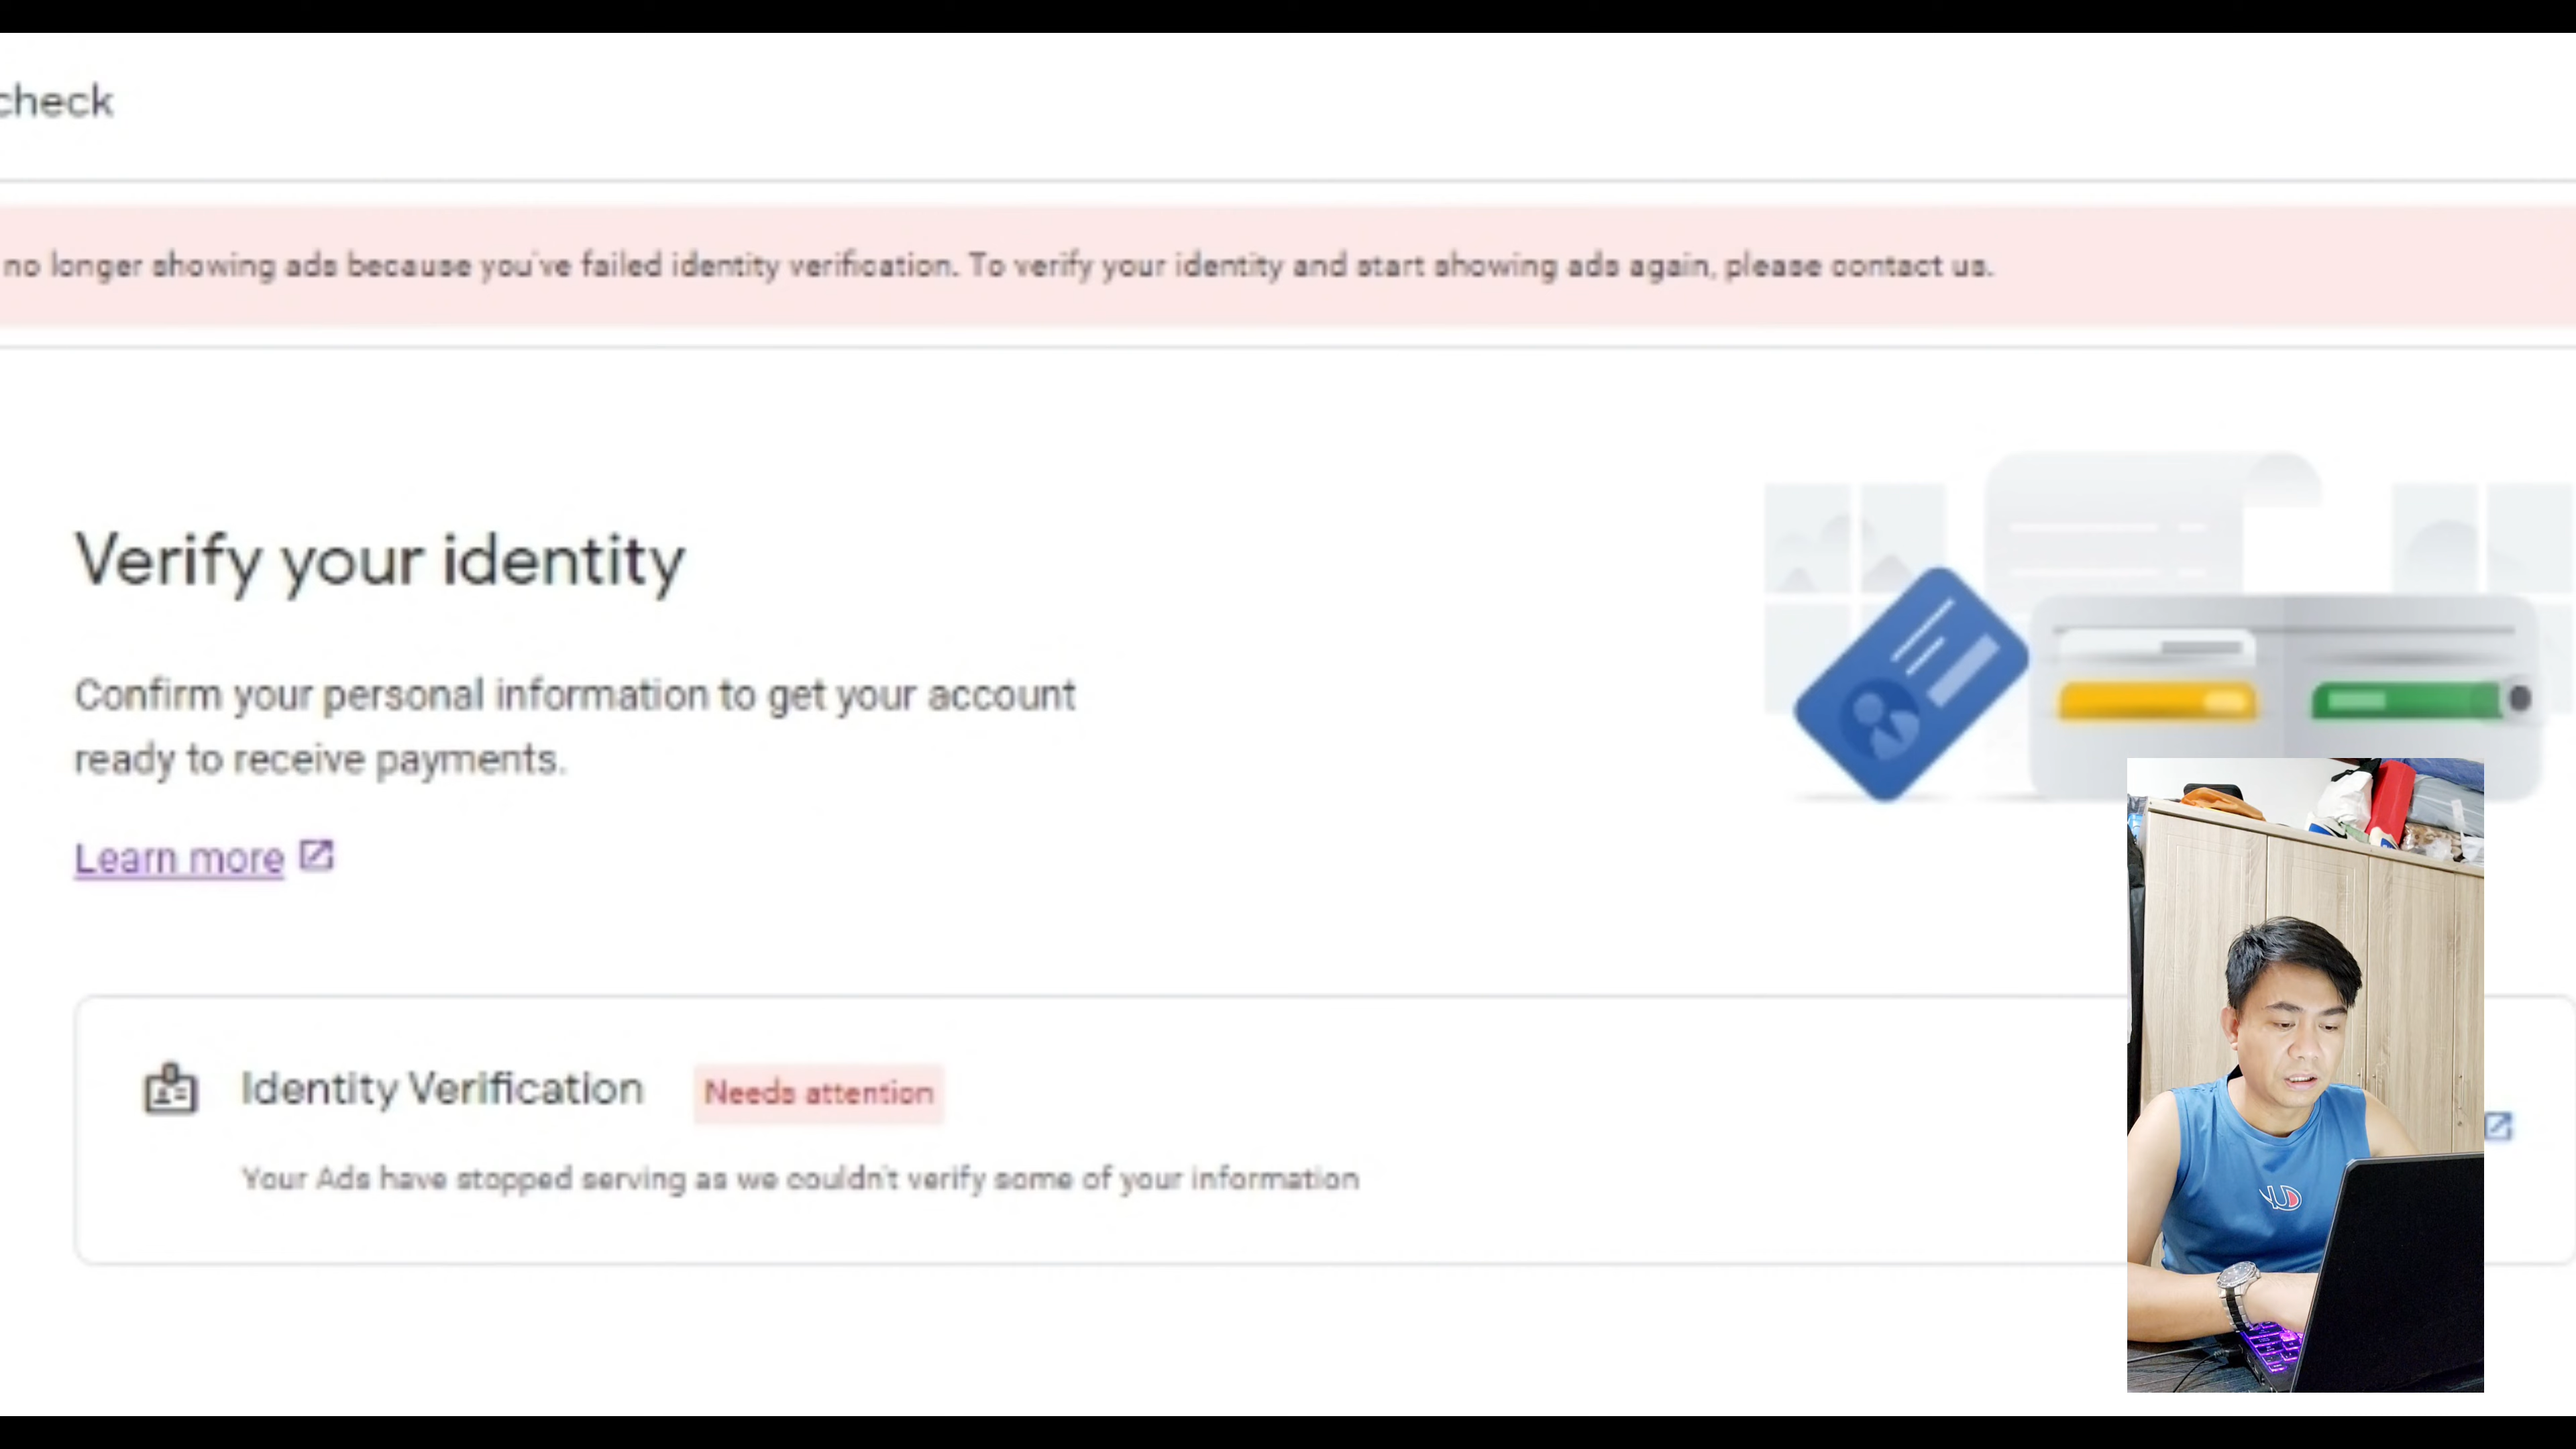 check
no longer showing ads because you've failed identity verification. To verify your identity and start showing ads again, please contact us.
Verify your identity
Confirm your personal information to get your account
ready to receive payments.
Learn more
Identity Verification
Needs attention
Your Ads have stopped serving as we couldn't verify some of your information